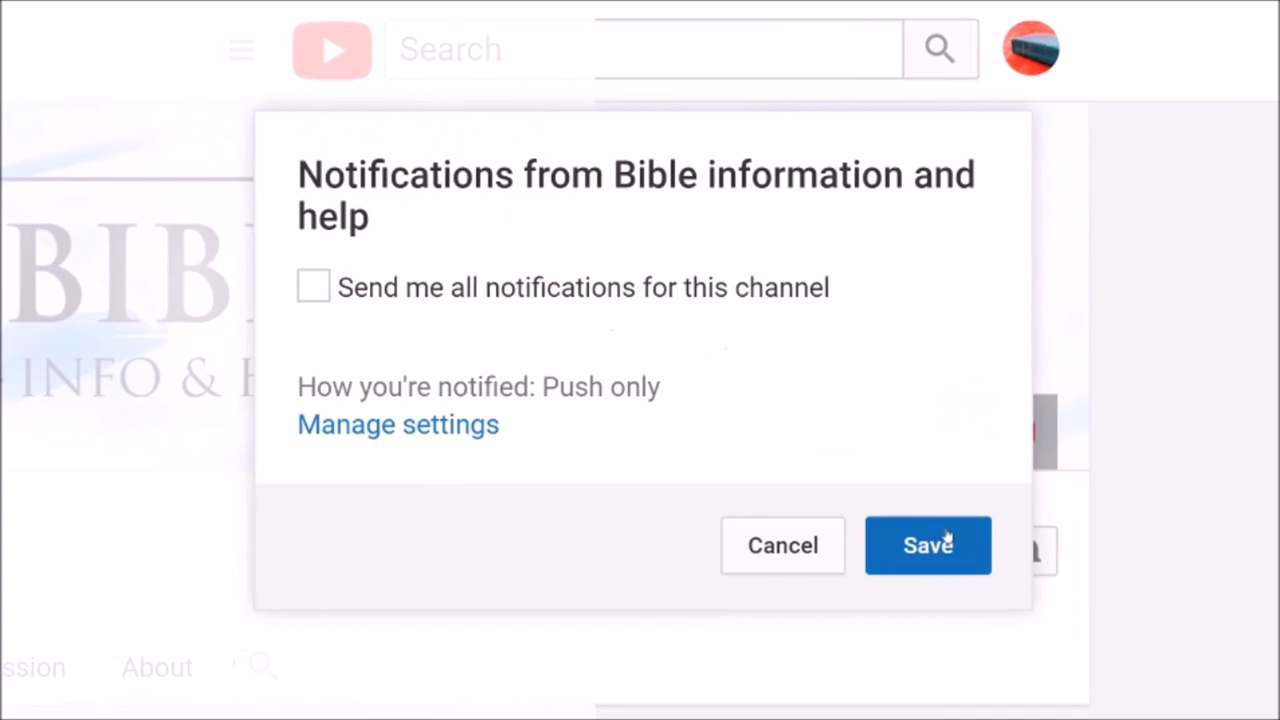 Search
Notifications from Bible information and
help
Send me all notifications for this channel
How you're notified: Push only
Manage settings
Cancel
Save
BIB
INFO & H
ssion
About